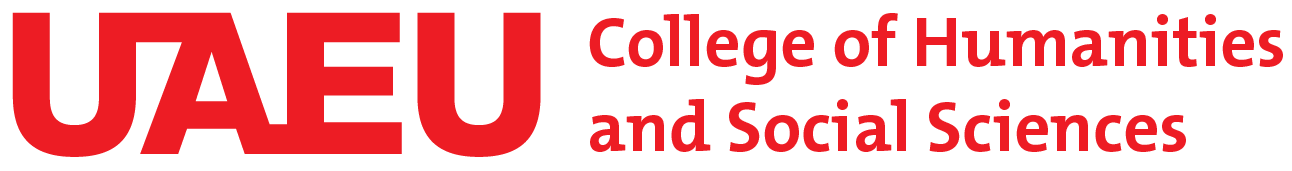 UAEU
College of Humanities
and Social Sciences